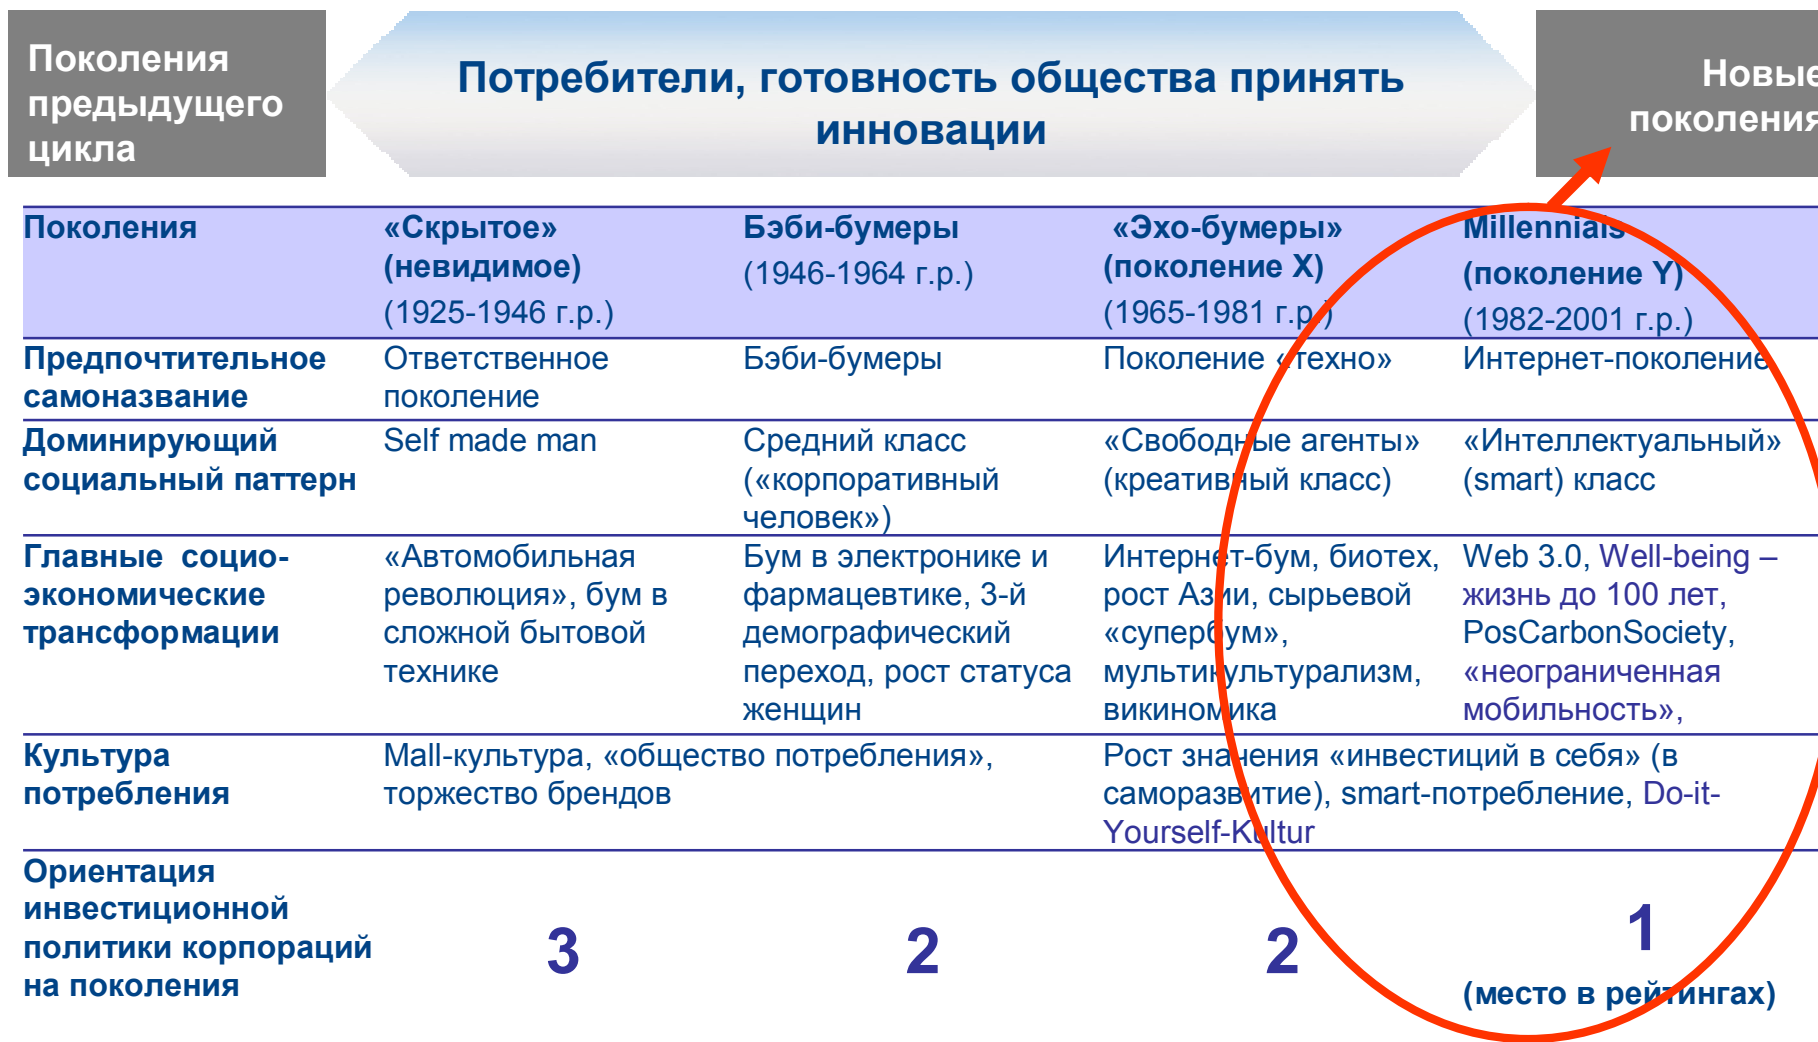 Поколения
предыдущего
цикла
Потребители, готовность общества принять
инновации
Новые
поколения
Поколения
«Скрытое»
(невидимое)
(1925-1946 г.р.)
Бэби-бумеры
(1946-1964 г.р.)
«Эхо-бумеры»
(поколение X)
(1965-1981 г.р.)
Millennials
(поколение Y)
(1982-2001 г.р.)
Предпочтительное
самоназвание
Ответственное
поколение
Бэби-бумеры
Поколение «техно»
Интернет-поколение
Доминирующий
социальный паттерн
Self made man
Средний класс
(«корпоративный
человек»)
«Свободные агенты»
(креативный класс)
«Интеллектуальный»
(smart) класс
Главные социо-
экономические
трансформации
«Автомобильная
революция», бум в
сложной бытовой
технике
Бум в электронике и
фармацевтике, 3-й
демографический
переход, рост статуса
женщин
Интернет-бум, биотех,
рост Азии, сырьевой
«супербум»,
мультикультурализм,
викиномика
Web 3.0, Well-being –
жизнь до 100 лет,
PosCarbonSociety,
«неограниченная
мобильность»,
Культура
потребления
Mall-культура, «общество потребления»,
торжество брендов
Рост значения «инвестиций в себя» (в
саморазвитие), smart-потребление, Do-it-
Yourself-Kultur
Ориентация
инвестиционной
политики корпораций
на поколения
3
2
2
1
(место в рейтингах)